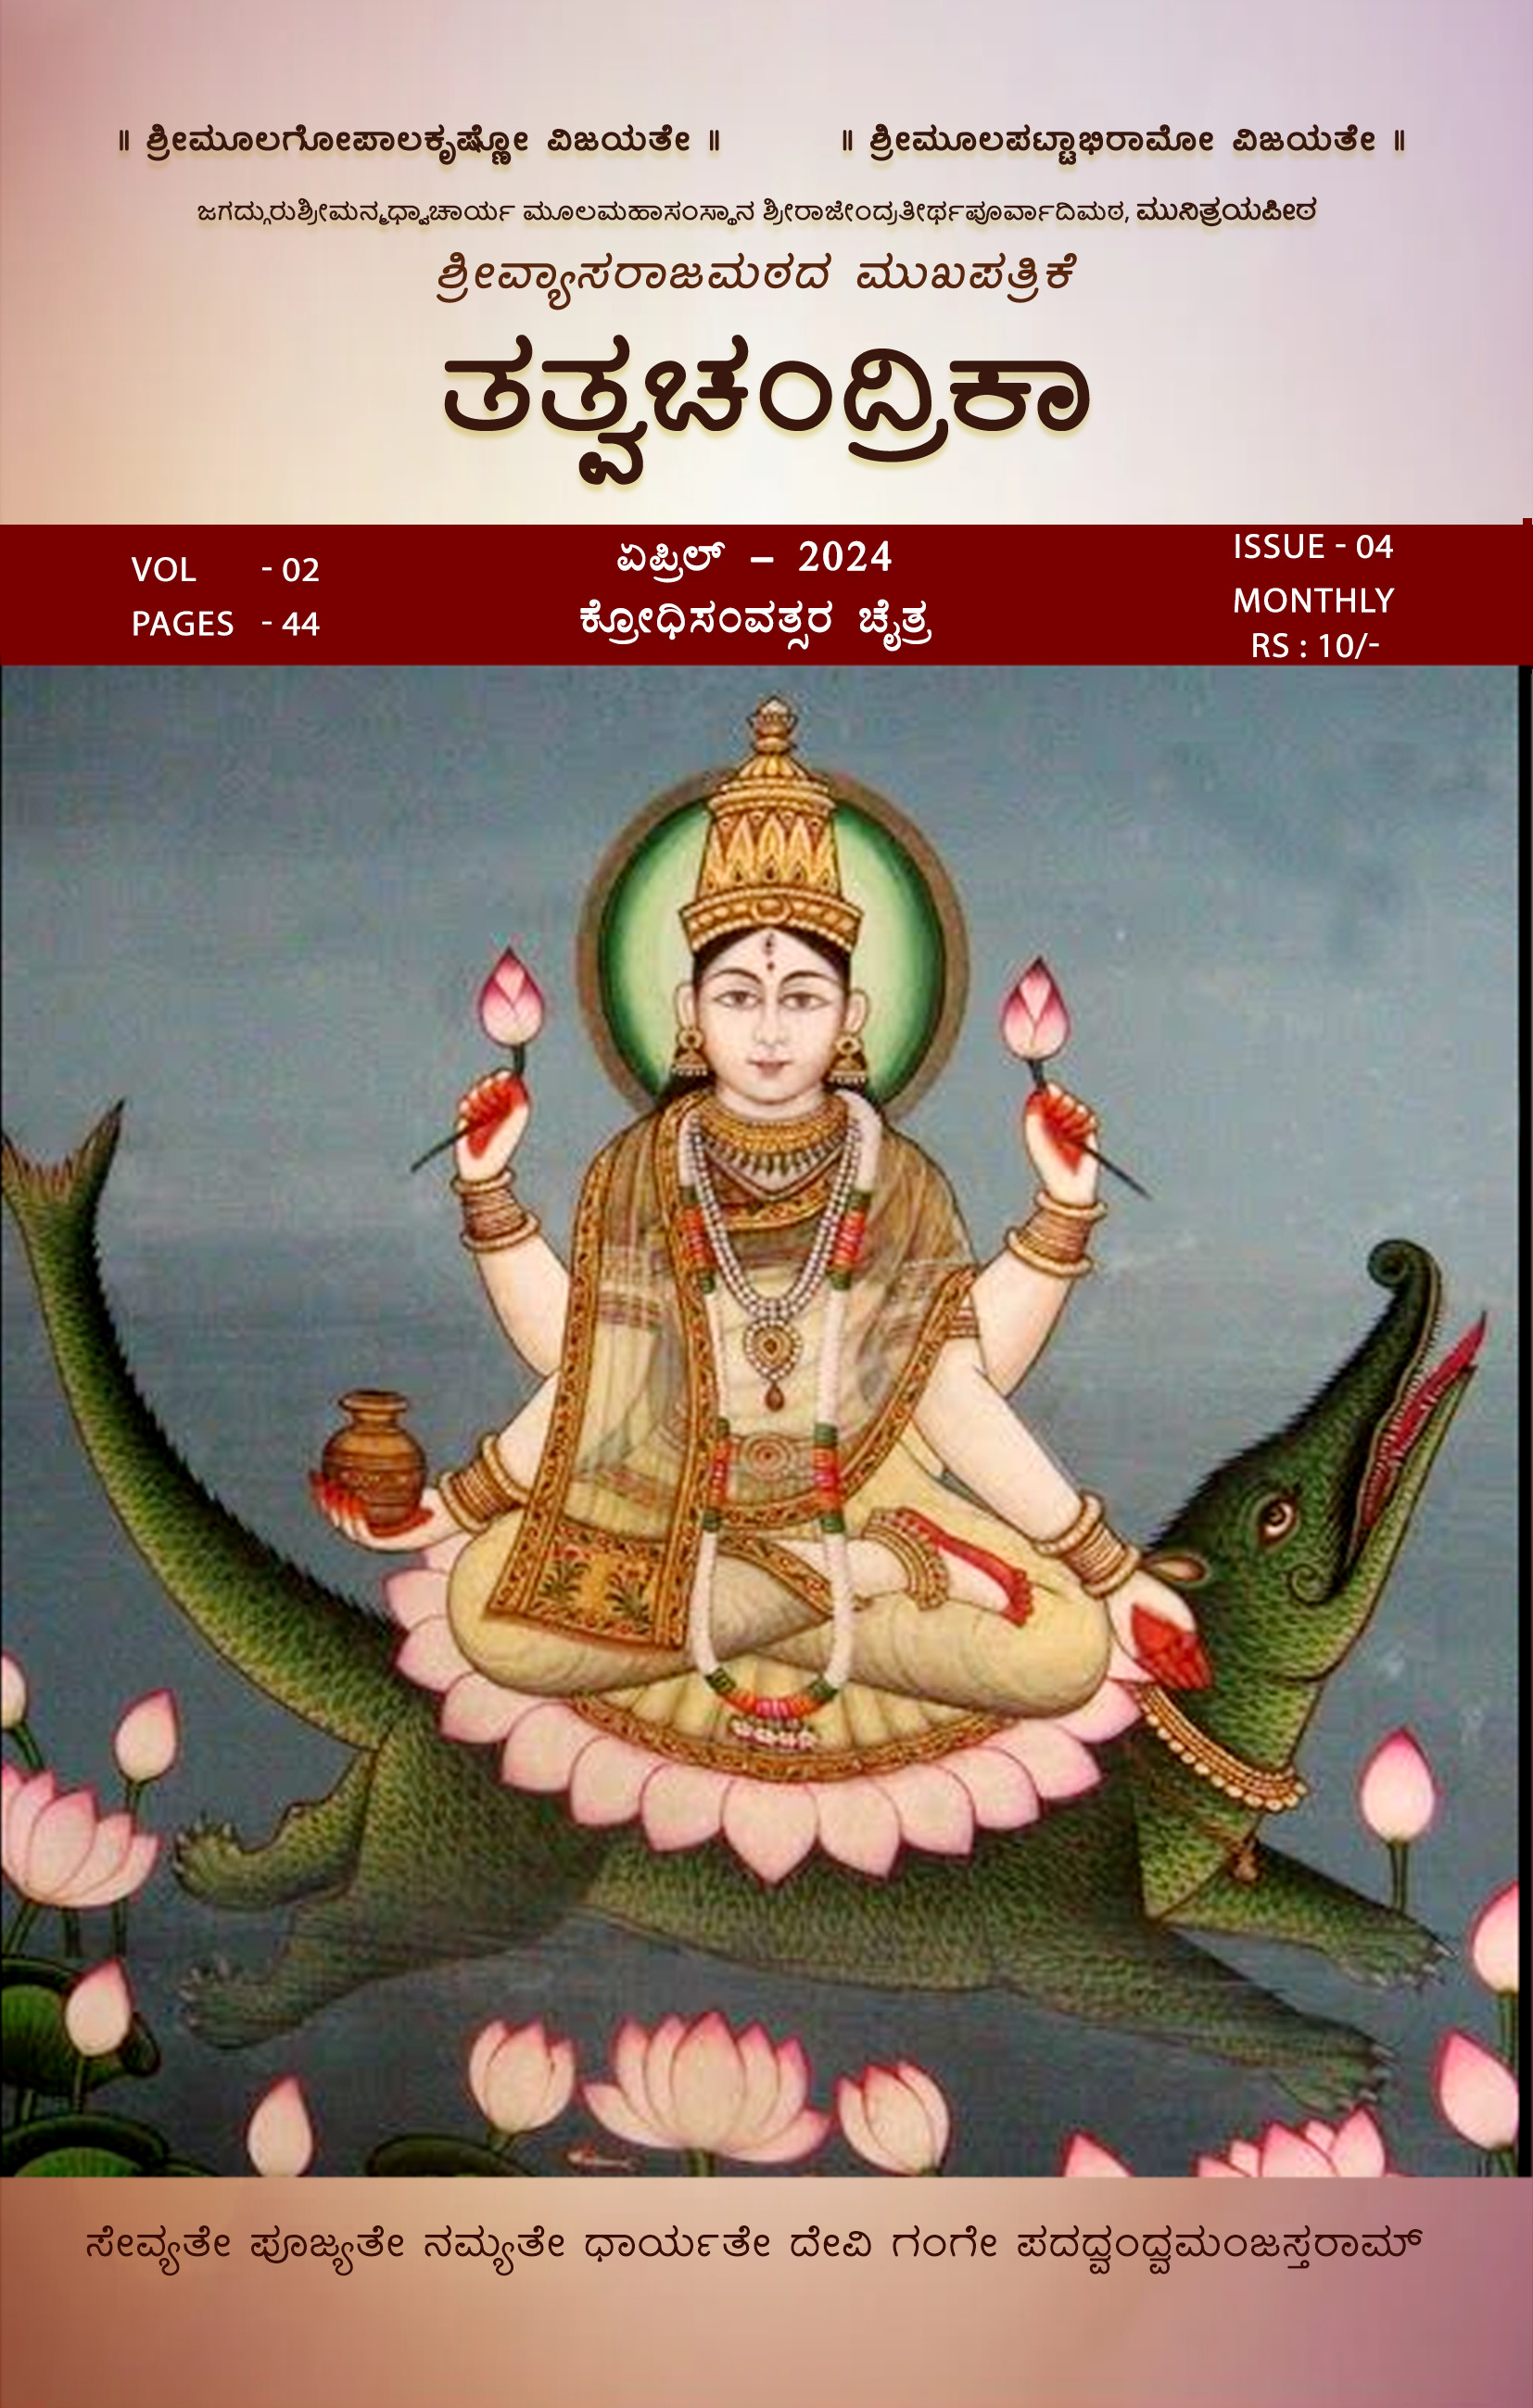 ॥ ಶ್ರೀಮೂಲಗೋಪಾಲಕೃಷ್ಣೋ ವಿಜಯತೇ ॥ ॥ ಶ್ರೀಮೂಲಪಟ್ಟಾಭಿರಾಮೋ ವಿಜಯತೇ ॥
ಜಗದ್ಗುರುಶ್ರೀಮನ್ಮಧ್ವಾಚಾರ್ಯ ಮೂಲಮಹಾಸಂಸ್ಥಾನ ಶ್ರೀರಾಜೇಂದ್ರತೀರ್ಥಪೂರ್ವಾದಿಮಠ, ಮುನಿತ್ರಯಪೀಠ
ಶ್ರೀವ್ಯಾಸರಾಜಮಠದ ಮುಖಪತ್ರಿಕೆ
ತತ್ವಚಂದ್ರಿಕಾ
VOL - 02
PAGES - 44
ಏಪ್ರಿಲ್ – 2024
ಕ್ರೋಧಿಸಂವತ್ಸರ ಚೈತ್ರ
ISSUE - 04
MONTHLY
RS : 10/-
ಸೇವ್ಯತೇ ಪೂಜ್ಯತೇ ನಮ್ಯತೇ ಧಾರ್ಯತೇ ದೇವಿ ಗಂಗೇ ಪದದ್ವಂದ್ವಮಂಜಸ್ತರಾಮ್